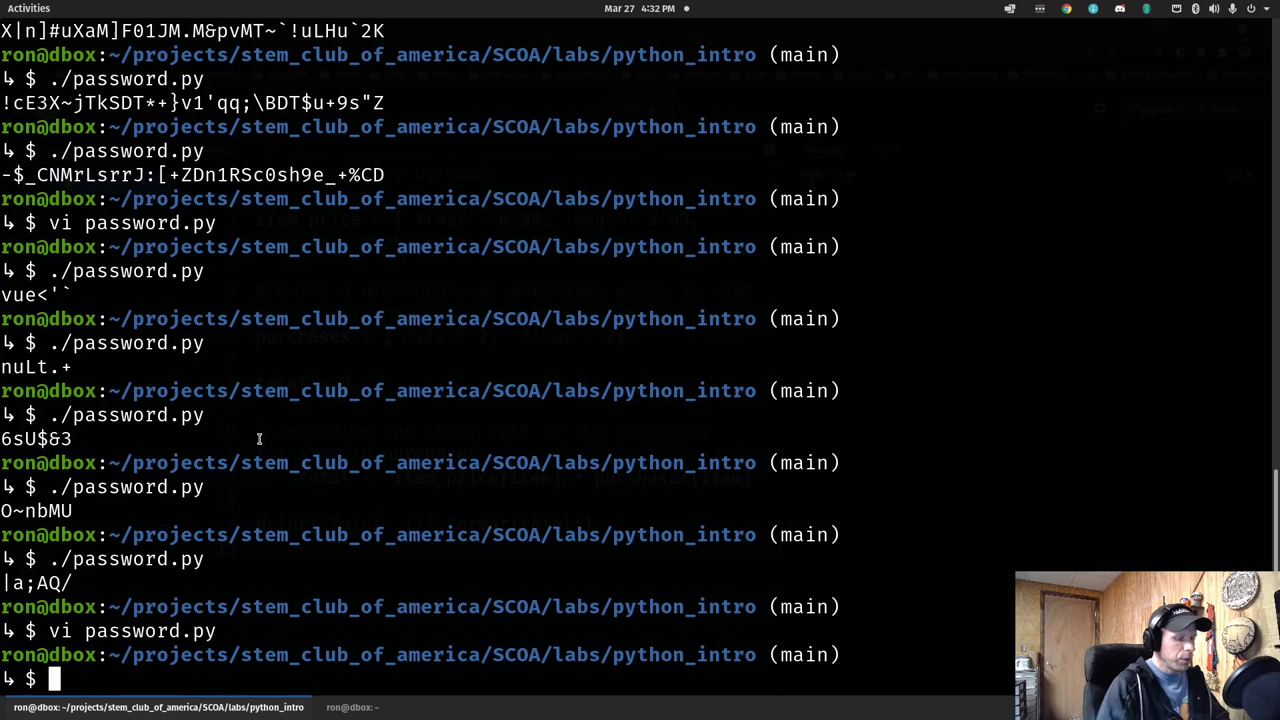 Activities
Mar 27 4:32 PM
X|n]#uXaM]F01JM.M&pvMT~`!uLHu`2K
ron@dbox:~/projects/stem_club_of_america/SCOA/labs/python_intro (main)
↳ $ ./password.py
!cE3X~jTkSDT*+}v1'qq;\BDT$u+9s"Z
ron@dbox:~/projects/stem_club_of_america/SCOA/labs/python_intro (main)
↳ $ ./password.py
-$_CNMrLsrrJ:[+ZDn1RSc0sh9e_+%CD
ron@dbox:~/projects/stem_club_of_america/SCOA/labs/python_intro (main)
↳ $ vi password.py
ron@dbox:~/projects/stem_club_of_america/SCOA/labs/python_intro (main)
↳ $ ./password.py
vue<'`
ron@dbox:~/projects/stem_club_of_america/SCOA/labs/python_intro (main)
↳ $ ./password.py
nuLt.+
ron@dbox:~/projects/stem_club_of_america/SCOA/labs/python_intro (main)
↳ $ ./password.py
6sU$&3
ron@dbox:~/projects/stem_club_of_america/SCOA/labs/python_intro (main)
↳ $ ./password.py
O~nbMU
ron@dbox:~/projects/stem_club_of_america/SCOA/labs/python_intro (main)
↳ $ ./password.py
|a;AQ/
ron@dbox:~/projects/stem_club_of_america/SCOA/labs/python_intro (main)
↳ $ vi password.py
ron@dbox:~/projects/stem_club_of_america/SCOA/labs/python_intro (main)
↳ $
ron@dbox: ~/projects/stem_club_of_america/SCOA/labs/python_intro
ron@dbox: ~